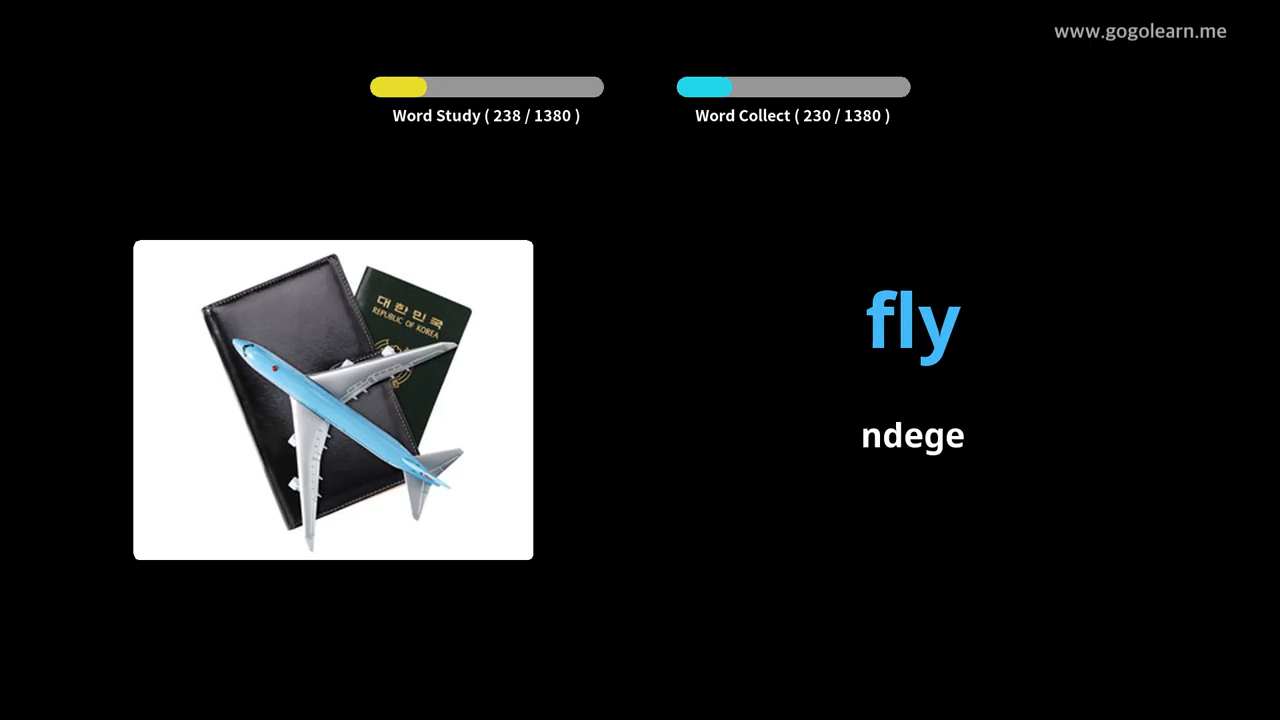 www.gogolearn.me
Word Study ( 238 / 1380 )
Word Collect ( 230 / 1380 )
대한민국
REPUBLIC OF KOREA
fly
ndege